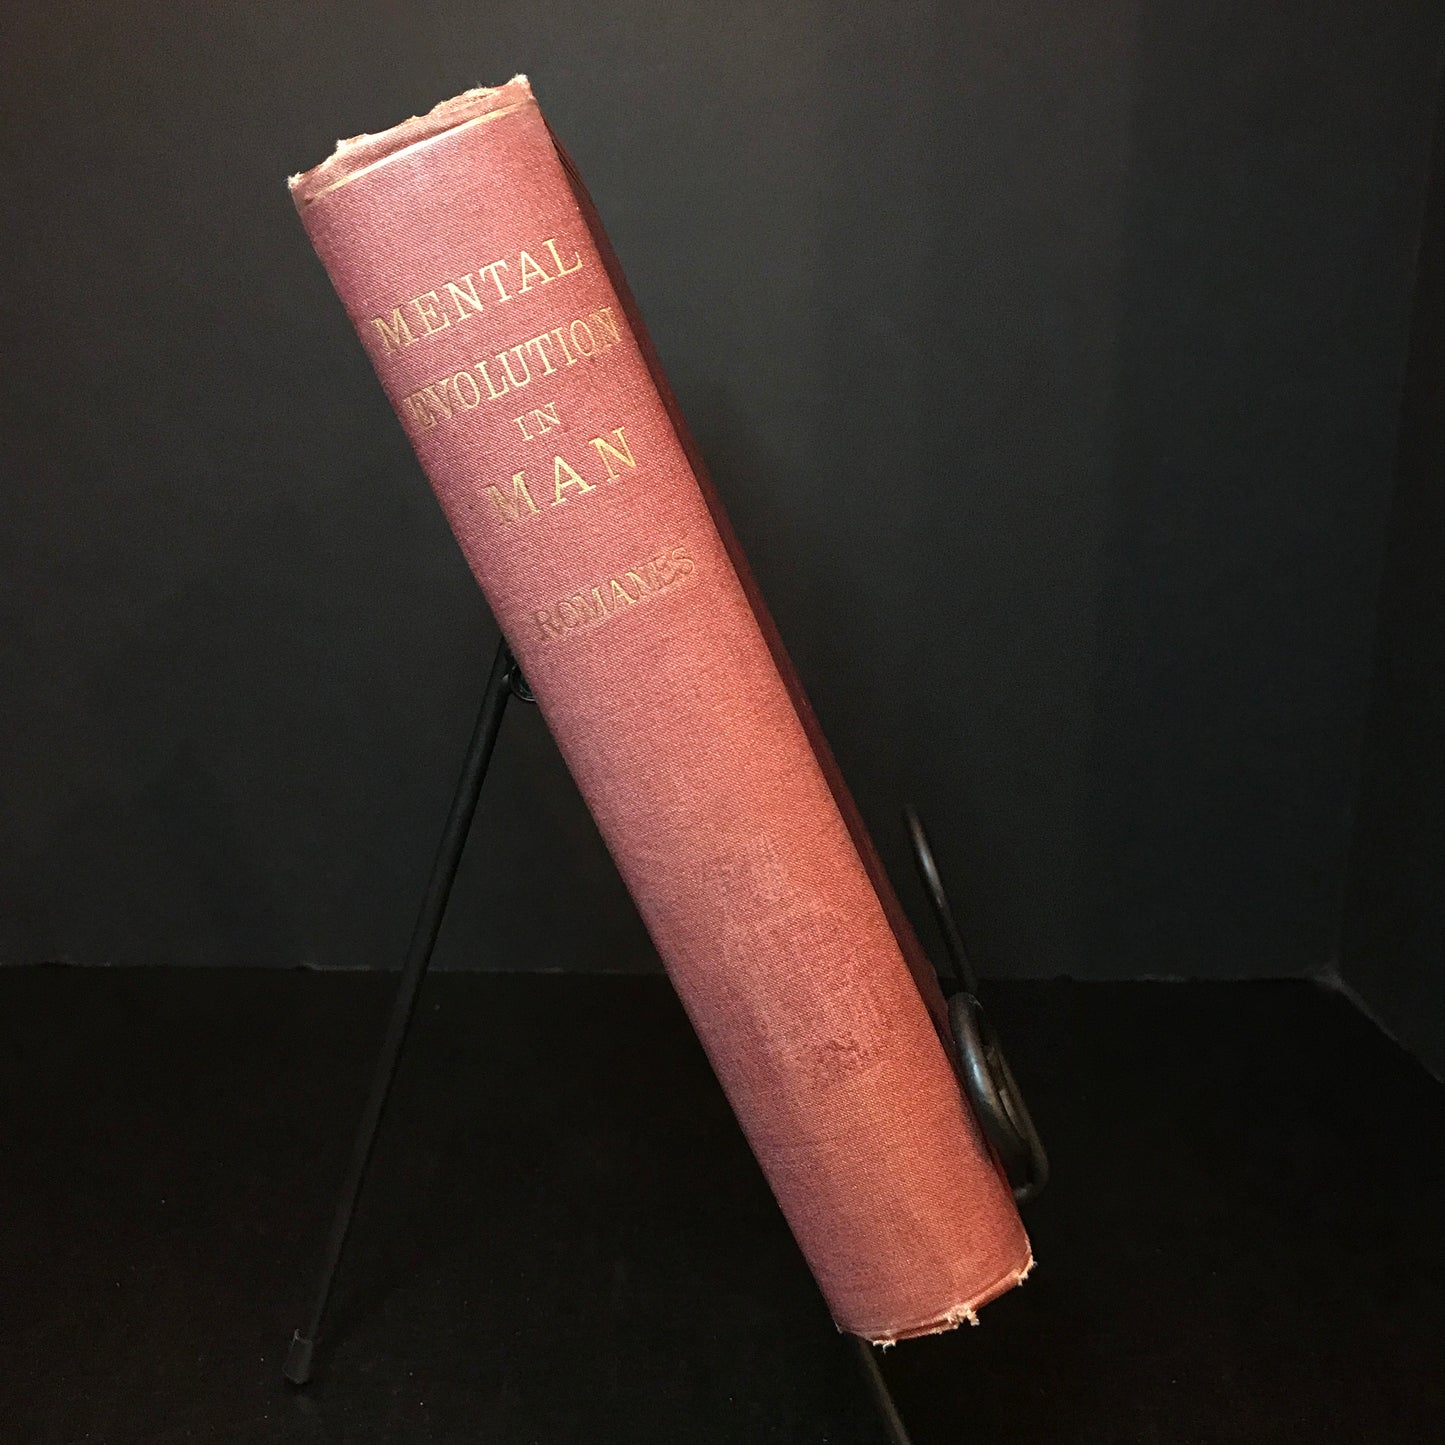 MENTAL
EVOLUTION
IN
MAN
ROMANES